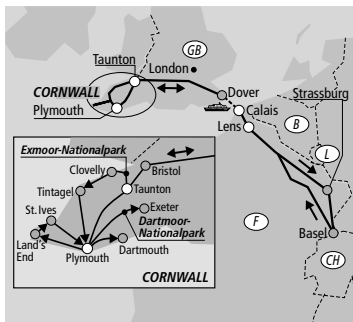 GB
Taunton
London
Strassburg
CORNWALL
Dover
Plymouth
Calais
B
Lens
Exmoor-Nationalpark
Bristol
L
Clovelly
Taunton
Tintagel
Exeter
St. Ives
Dartmoor-
Nationalpark
F
Basel
Land's
End
Plymouth
Dartmouth
CH
CORNWALL